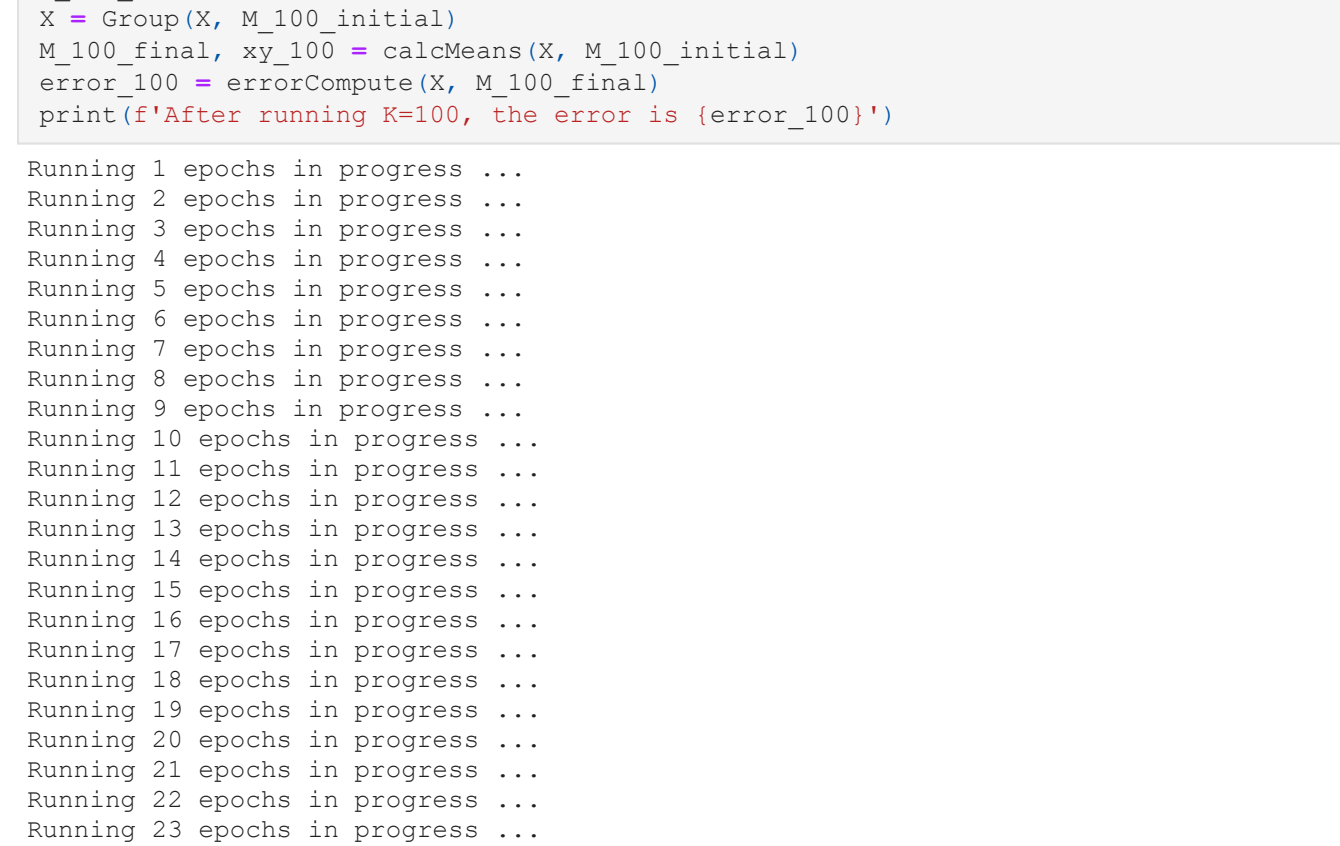 X = Group(X, M_100_initial)
M_100_final, xy_100 = calcMeans(X, M_100_initial)
error_100 = errorCompute(X, M_100_final)
print(f'After running K=100, the error is {error_100}')
Running 1 epochs in progress ...
Running 2 epochs in progress ...
Running 3 epochs in progress ...
Running 4 epochs in progress ...
Running 5 epochs in progress ...
Running 6 epochs in progress ...
Running 7 epochs in progress ...
Running 8 epochs in progress ...
Running 9 epochs in progress ...
Running 10 epochs in progress ...
Running 11 epochs in progress ...
Running 12 epochs in progress ...
Running 13 epochs in progress ...
Running 14 epochs in progress ...
Running 15 epochs in progress ...
Running 16 epochs in progress ...
Running 17 epochs in progress ...
Running 18 epochs in progress ...
Running 19 epochs in progress ...
Running 20 epochs in progress ...
Running 21 epochs in progress ...
Running 22 epochs in progress ...
Running 23 epochs in progress ...